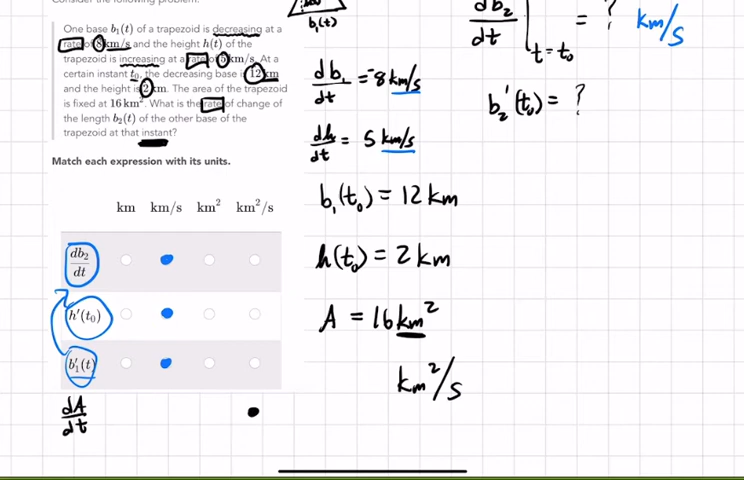 Consider the following problem:
One base b₁(t) of a trapezoid is decreasing at a
rate of 8 km/s and the height h(t) of the
trapezoid is increasing at a rate of 5 km/s. At a
certain instant t₀, the decreasing base is 12 km
and the height is 2 km. The area of the trapezoid
is fixed at 16 km². What is the rate of change of
the length b₂(t) of the other base of the
trapezoid at that instant?
Match each expression with its units.
km km/s km² km²/s
db₂/dt
h'(t₀)
b₁'(t)
dA/dt
b₁(t)
db₁/dt = -8 km/s
dh/dt = 5 km/s
b₁(t₀) = 12 km
h(t₀) = 2 km
A = 16 km²
km²/s
db₂/dt | t=t₀ = ? km/s
b₂'(t₀) = ?